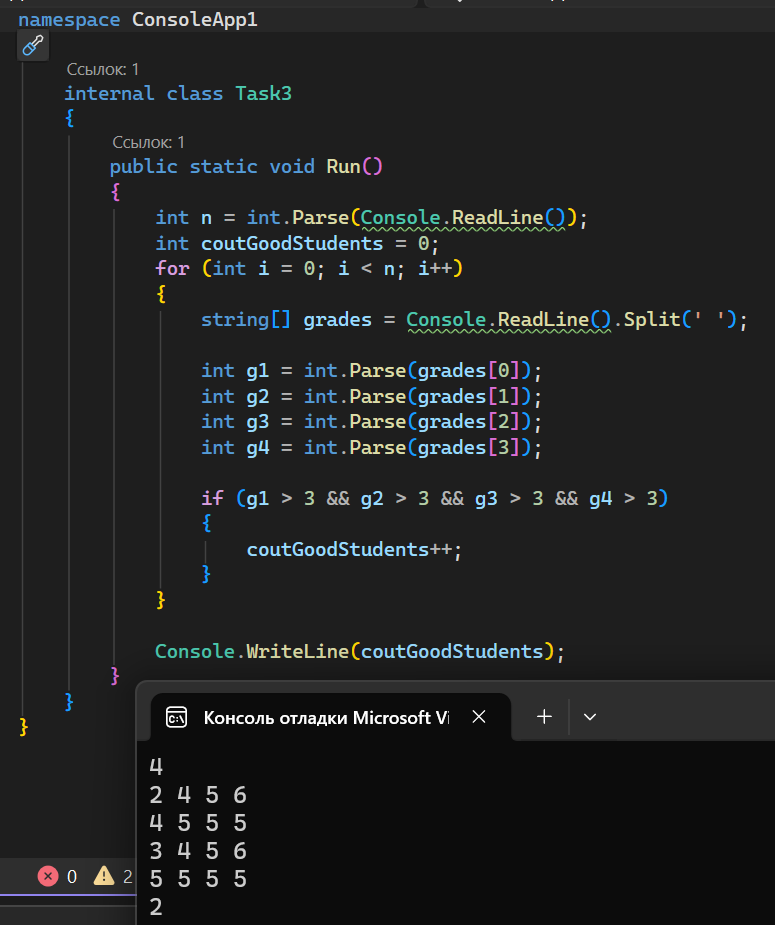 namespace ConsoleApp1
Ссылок: 1
internal class Task3
{
Ссылок: 1
public static void Run()
{
int n = int.Parse(Console.ReadLine());
int coutGoodStudents = 0;
for (int i = 0; i < n; i++)
{
string[] grades = Console.ReadLine().Split(' ');
int g1 = int.Parse(grades[0]);
int g2 = int.Parse(grades[1]);
int g3 = int.Parse(grades[2]);
int g4 = int.Parse(grades[3]);
if (g1 > 3 && g2 > 3 && g3 > 3 && g4 > 3)
{
coutGoodStudents++;
}
}
Console.WriteLine(coutGoodStudents);
}
}
}
Консоль отладки Microsoft Vi
4
2 4 5 6
4 5 5 5
3 4 5 6
5 5 5 5
2
0 2